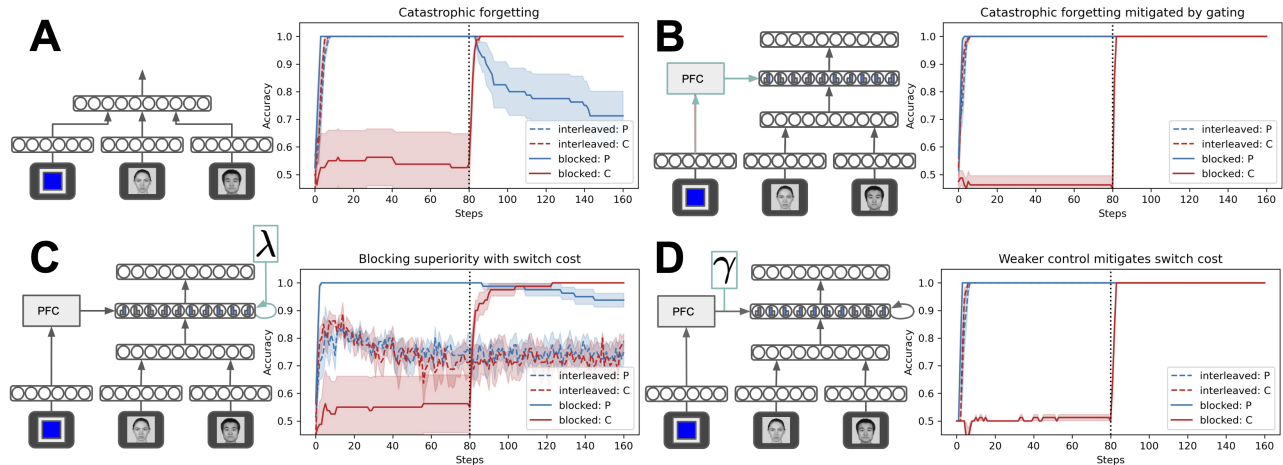 A
Catastrophic forgetting
Accuracy
1.0
0.9
0.8
0.7
0.6
0.5
interleaved: P
interleaved: C
blocked: P
blocked: C
0 20 40 60 80 100 120 140 160
Steps
B
PFC
Catastrophic forgetting mitigated by gating
Accuracy
1.0
0.9
0.8
0.7
0.6
0.5
interleaved: P
interleaved: C
blocked: P
blocked: C
0 20 40 60 80 100 120 140 160
Steps
C
λ
PFC
Blocking superiority with switch cost
Accuracy
1.0
0.9
0.8
0.7
0.6
0.5
interleaved: P
interleaved: C
blocked: P
blocked: C
0 20 40 60 80 100 120 140 160
Steps
D
γ
PFC
Weaker control mitigates switch cost
Accuracy
1.0
0.9
0.8
0.7
0.6
0.5
interleaved: P
interleaved: C
blocked: P
blocked: C
0 20 40 60 80 100 120 140 160
Steps